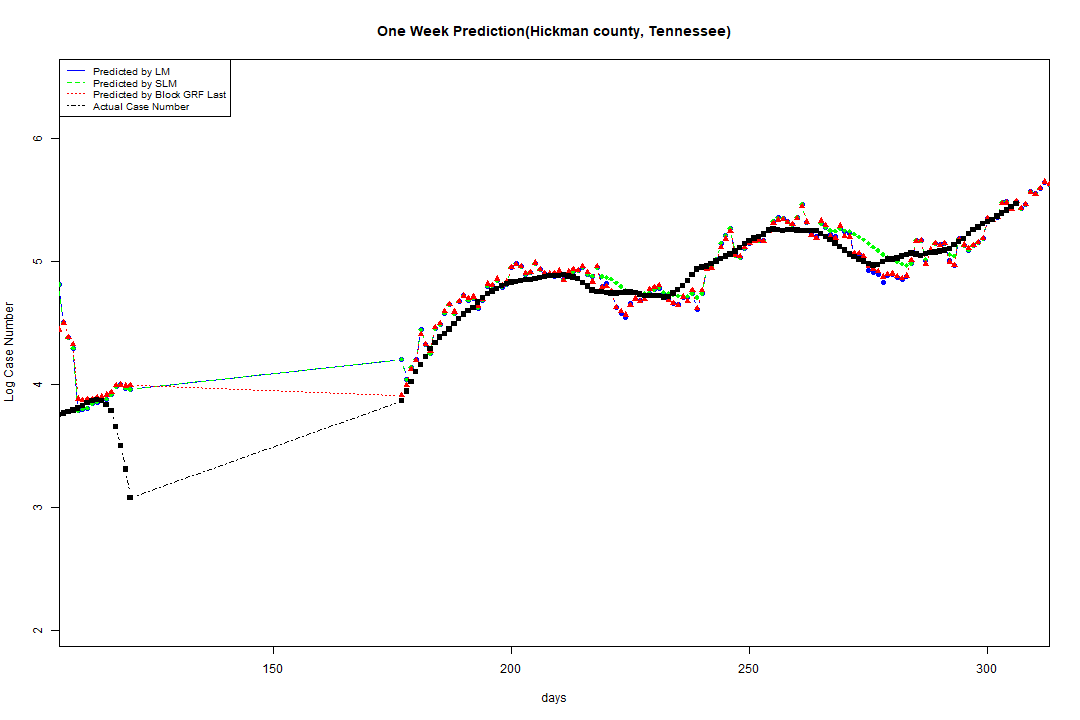 One Week Prediction(Hickman county, Tennessee)
Predicted by LM
Predicted by SLM
Predicted by Block GRF Last
Actual Case Number
6
5
4
3
2
Log Case Number
150 200 250 300
days